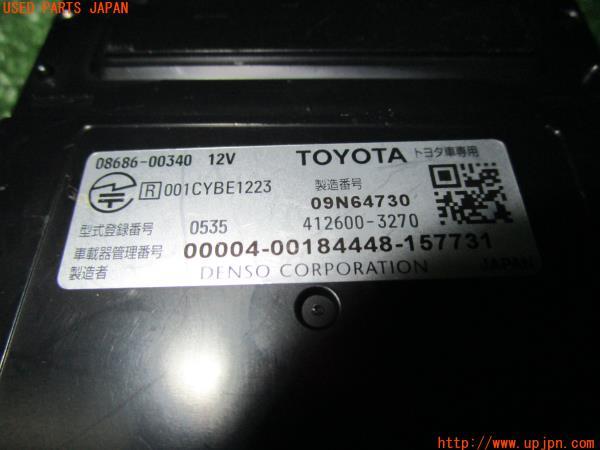 USED PARTS JAPAN
08686-00340 12V TOYOTA トヨタ車専用
R 001CYBE1223 製造番号
09N64730
型式登録番号 0535 412600-3270
車載器管理番号 00004-00184448-157731
製造者 DENSO CORPORATION JAPAN
UPJ
http://www.upjpn.com/